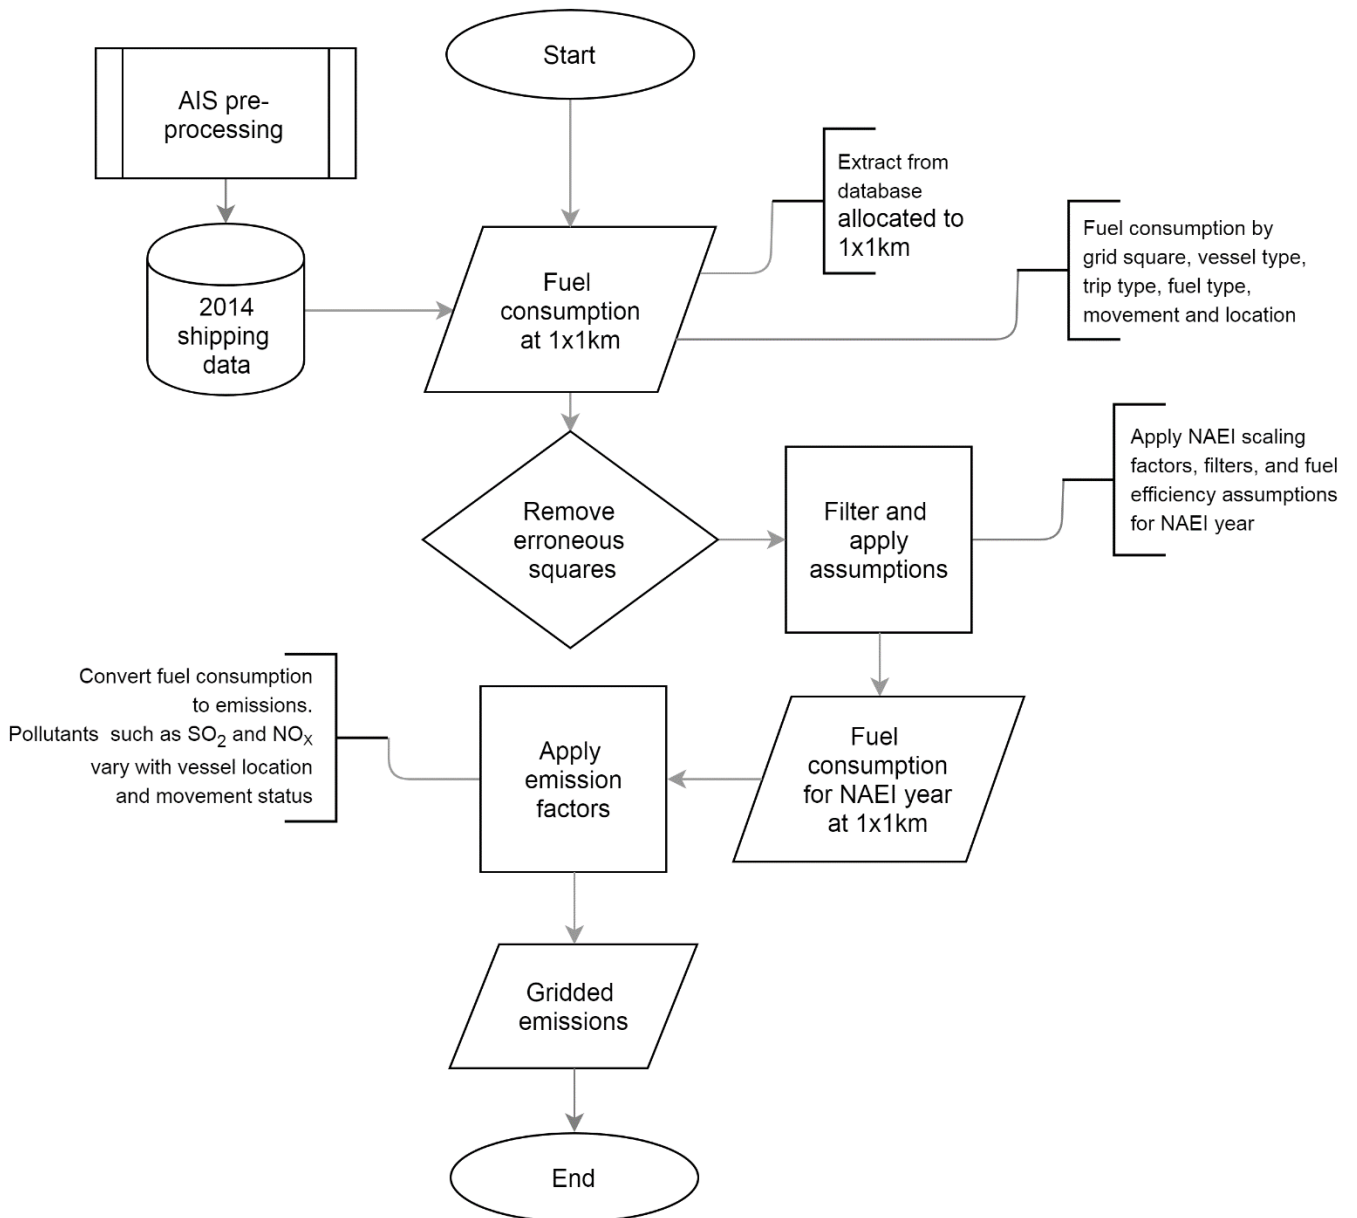 Start
AIS pre-
processing
Extract from
database
allocated to
1x1km
Fuel consumption by
grid square, vessel type,
trip type, fuel type,
movement and location
2014
shipping
data
Fuel
consumption
at 1x1km
Remove
erroneous
squares
Filter and
apply
assumptions
Apply NAEI scaling
factors, filters, and fuel
efficiency assumptions
for NAEI year
Convert fuel consumption
to emissions.
Pollutants such as SO2 and NOX
vary with vessel location
and movement status
Apply
emission
factors
Fuel
consumption
for NAEI year
at 1x1km
Gridded
emissions
End